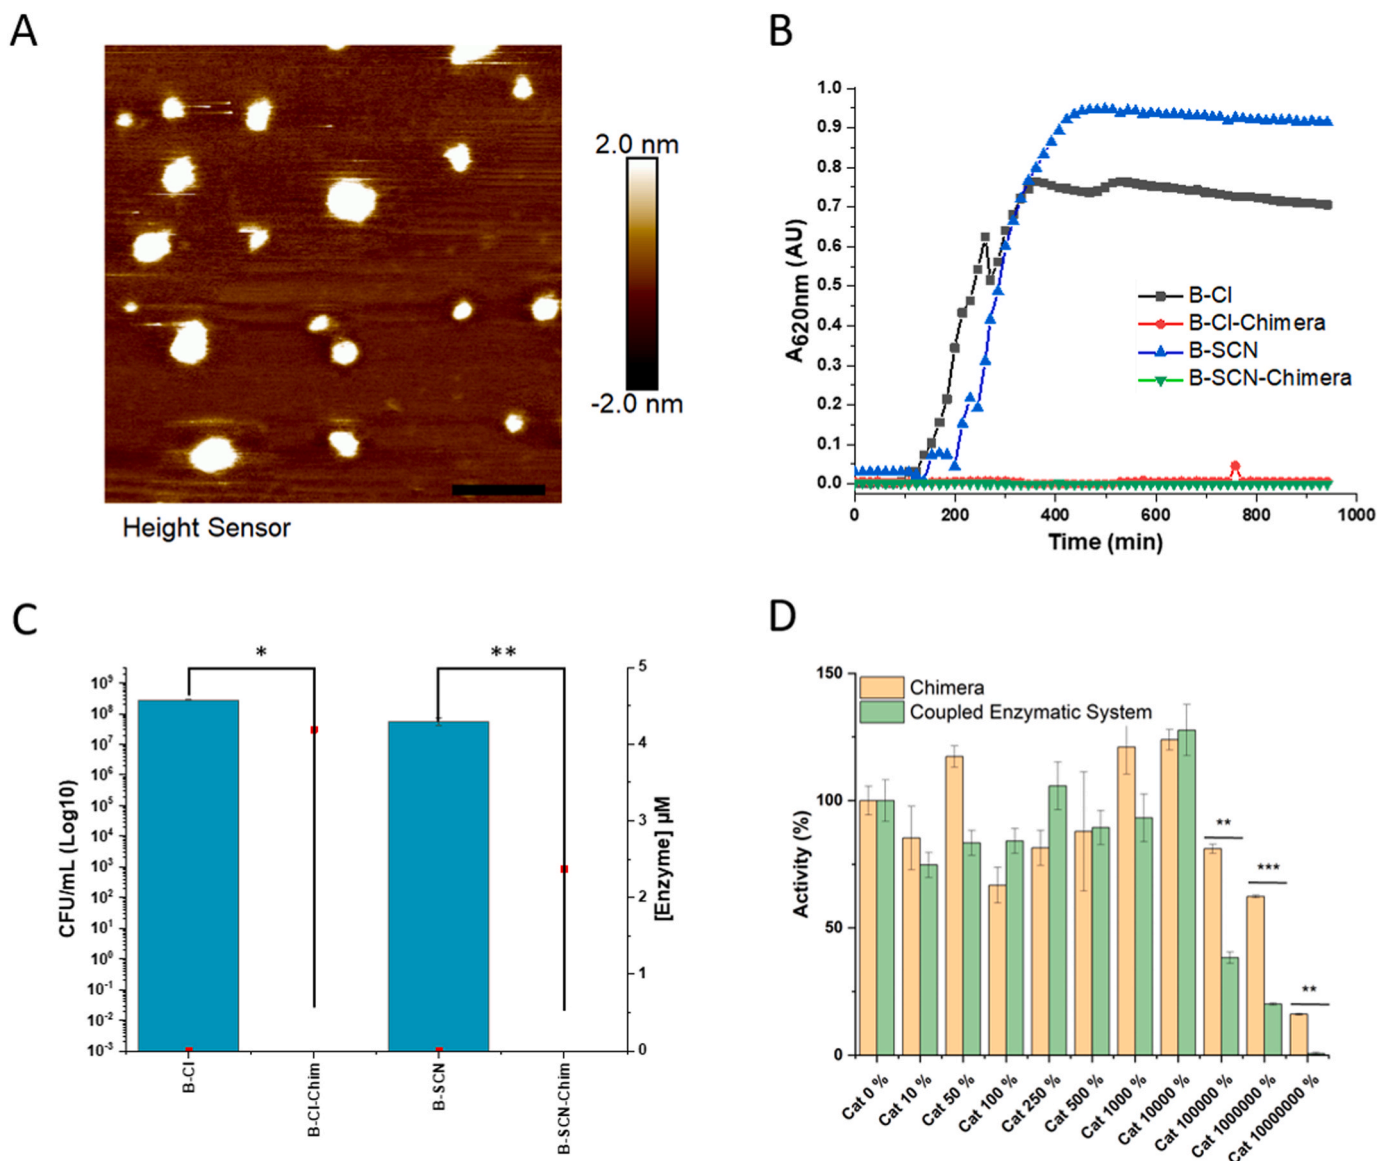 A
2.0 nm
-2.0 nm
Height Sensor
B
A620nm (AU)
1.0
0.9
0.8
0.7
0.6
0.5
0.4
0.3
0.2
0.1
0.0
B-Cl
B-Cl-Chimera
B-SCN
B-SCN-Chimera
0 200 400 600 800 1000
Time (min)
C
* **
CFU/mL (Log10)
10⁹
10⁸
10⁷
10⁶
10⁵
10⁴
10³
10²
10¹
10⁰
10⁻¹
10⁻²
10⁻³
5
4
3
2
1
0
[Enzyme] µM
B-Cl
B-Cl-Chim
B-SCN
B-SCN-Chim
D
Activity (%)
150
100
50
0
Chimera
Coupled Enzymatic System
**
***
**
Cat 0 %
Cat 10 %
Cat 50 %
Cat 100 %
Cat 250 %
Cat 500 %
Cat 1000 %
Cat 10000 %
Cat 100000 %
Cat 1000000 %
Cat 10000000 %